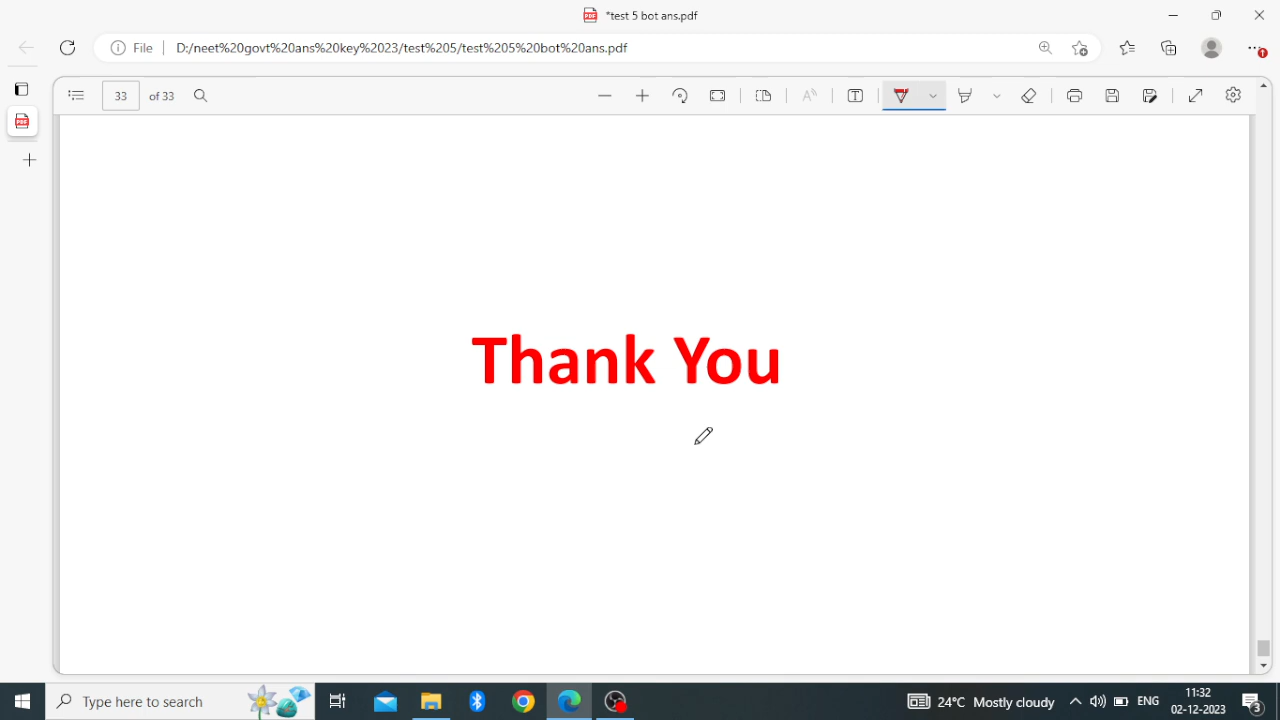 *test 5 bot ans.pdf
File
D:/neet%20govt%20ans%20key%2023/test%205/test%205%20bot%20ans.pdf
33
of 33
Thank You
Type here to search
24°C Mostly cloudy
ENG
11:32
02-12-2023
3